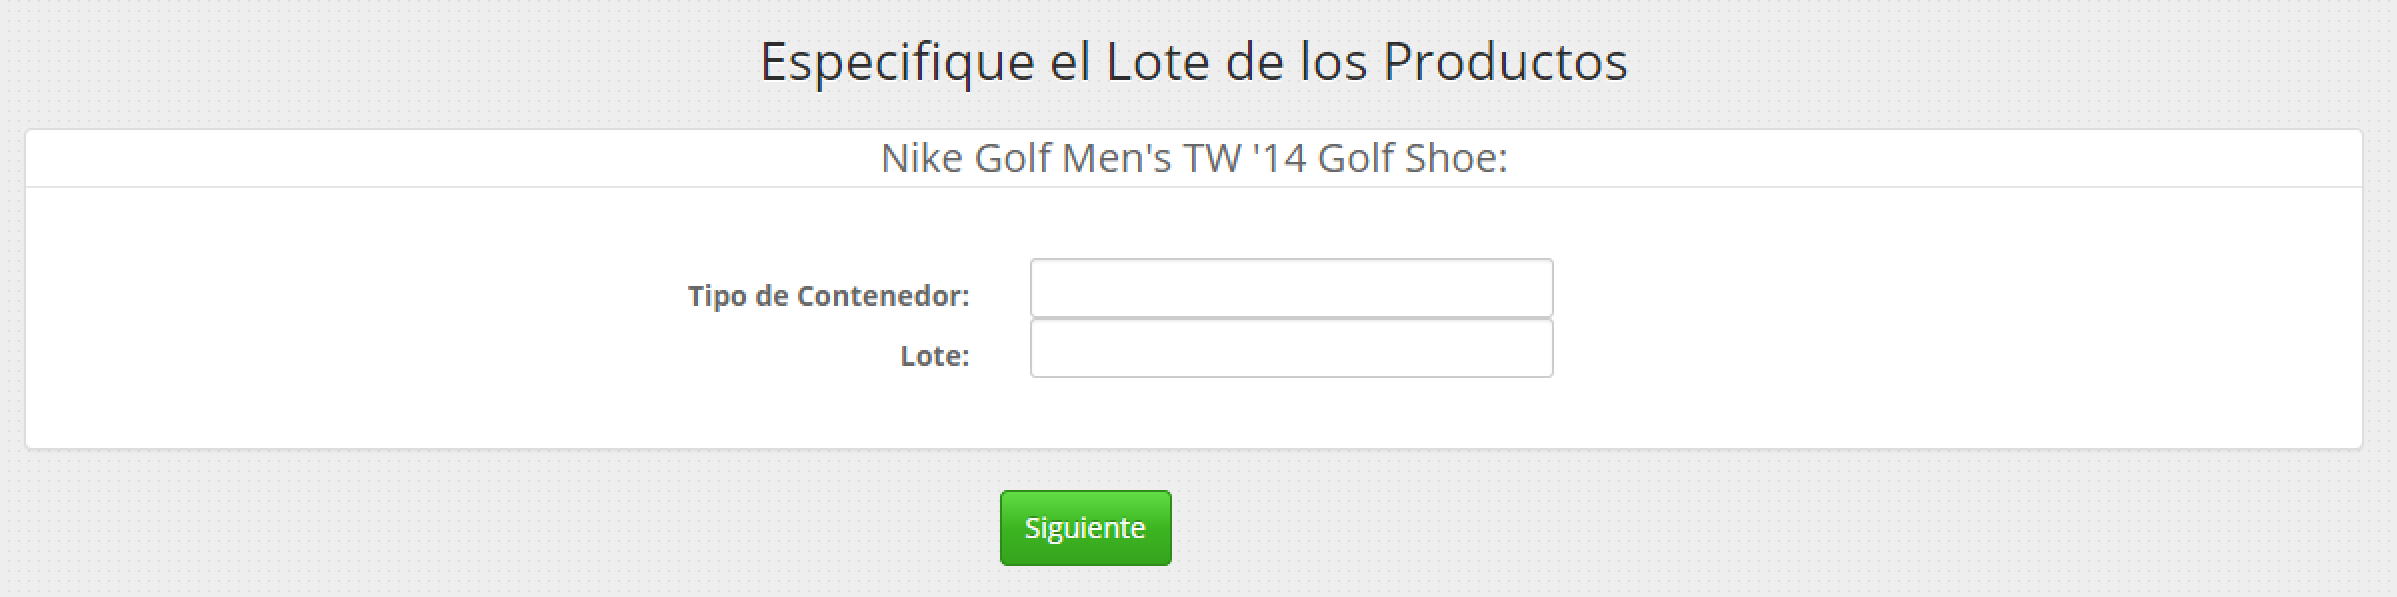 Especifique el Lote de los Productos
Nike Golf Men's TW '14 Golf Shoe:
Tipo de Contenedor:
Lote:
Siguiente